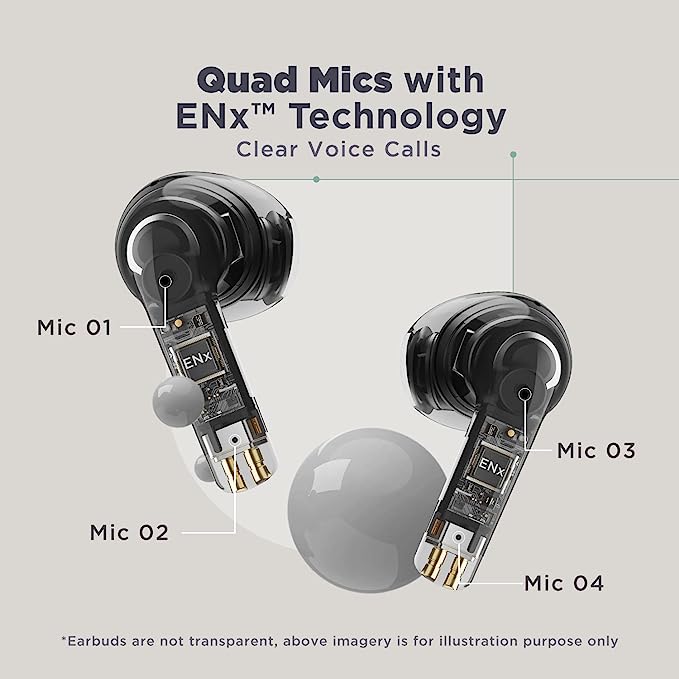 Quad Mics with
ENx™ Technology
Clear Voice Calls
Mic 01
ENx
Mic 03
ENx
Mic 02
Mic 04
*Earbuds are not transparent, above imagery is for illustration purpose only